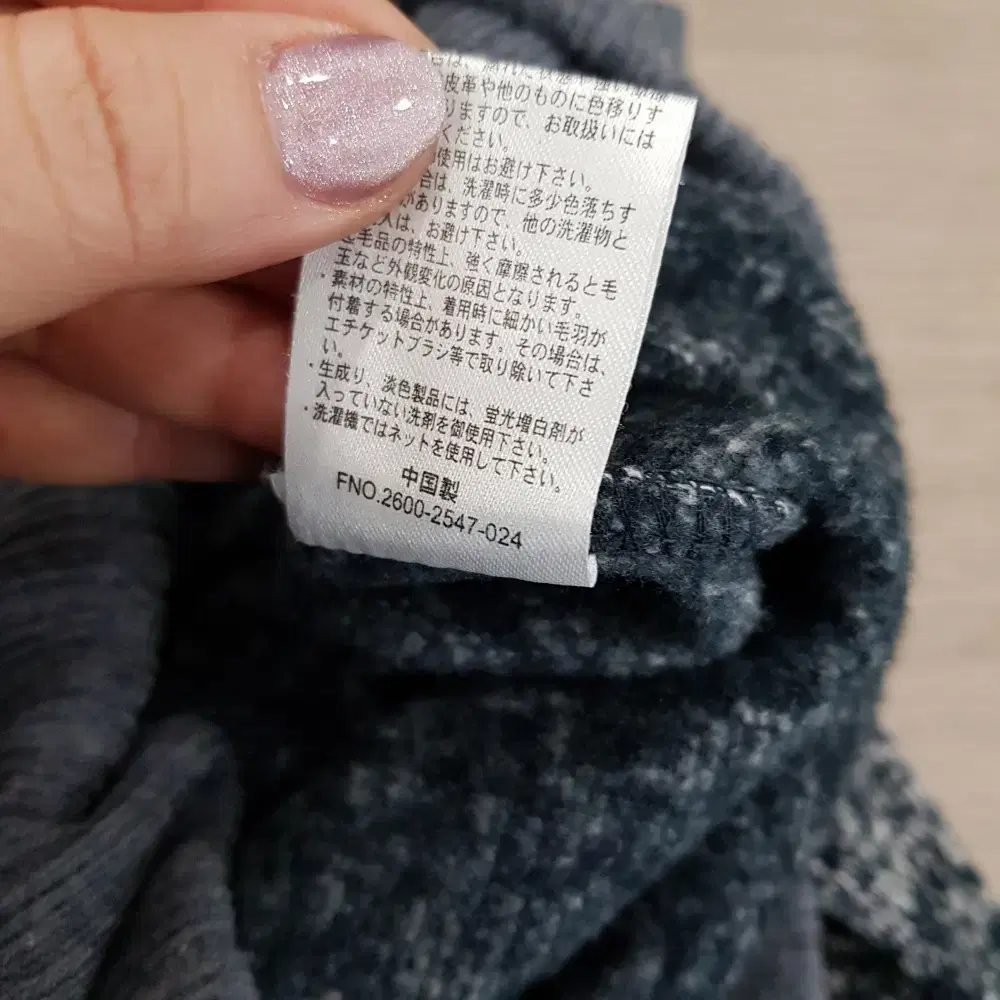 皮革や他のものに色移りす
りますので、お取扱いには
ください。
使用はお避け下さい。
合は、洗濯時に多少色落ちす
がありますので、他の洗濯物と
は、お避け下さい。
毛品の特性上、強く摩擦されると毛
玉など外観変化の原因となります。
・素材の特性上、着用時に細かい毛羽が
付着する場合があります。その場合は、
エチケットブラシ等で取り除いて下さ
い。
・生成り、淡色製品には、蛍光増白剤が
入っていない洗剤を御使用下さい。
・洗濯機ではネットを使用して下さい。
中国製
FNO.2600-2547-024